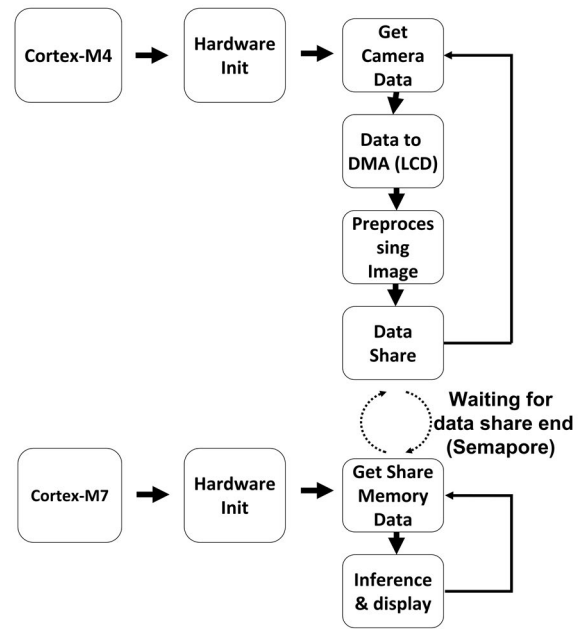 Cortex-M4
Hardware
Init
Get
Camera
Data
Data to
DMA (LCD)
Preproces
sing
Image
Data
Share
Waiting for
data share end
(Semapore)
Cortex-M7
Hardware
Init
Get Share
Memory
Data
Inference
& display